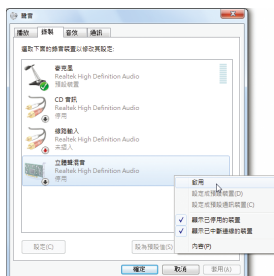 聲音
播放 錄製 音效 通訊
選取下面的錄音裝置以修改其設定:
麥克風
Realtek High Definition Audio
預設裝置
CD 音訊
Realtek High Definition Audio
停用
線路輸入
Realtek High Definition Audio
未插入
立體聲混音
Realtek High Definition Audio
停用
啟用
設定成預設裝置(D)
設定成預設通訊裝置(C)
顯示已停用的裝置
顯示已中斷連線的裝置
內容(P)
設定(C) 設為預設值(S)
確定 取消 套用(A)